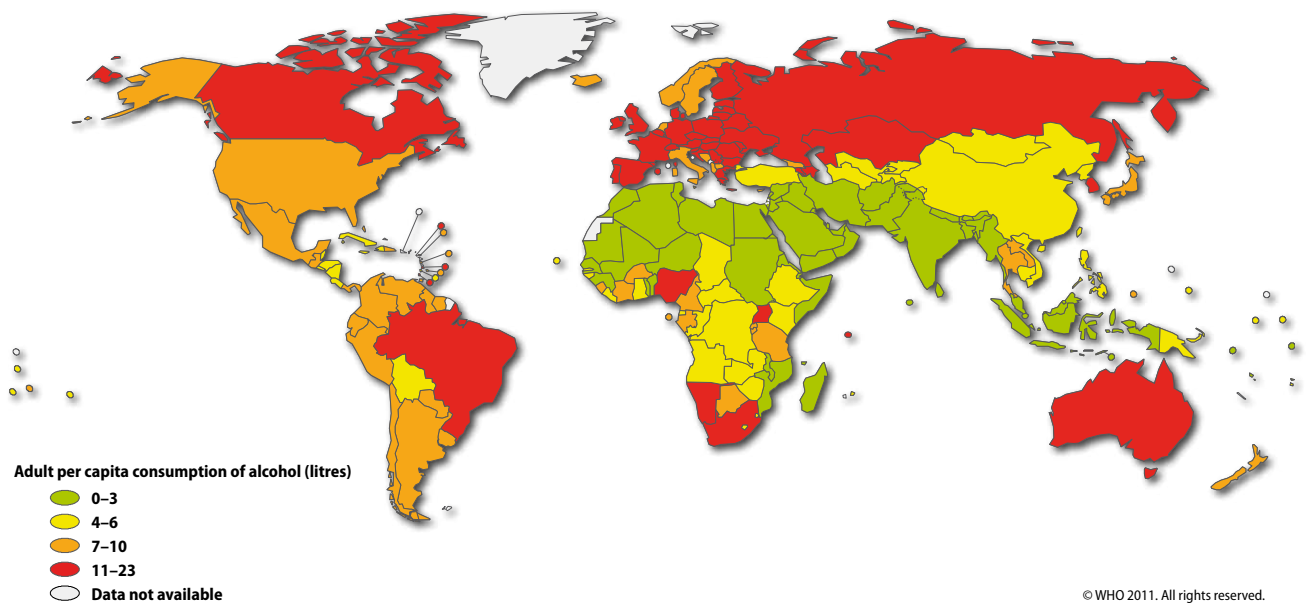 Adult per capita consumption of alcohol (litres)
0–3
4–6
7–10
11–23
Data not available
© WHO 2011. All rights reserved.